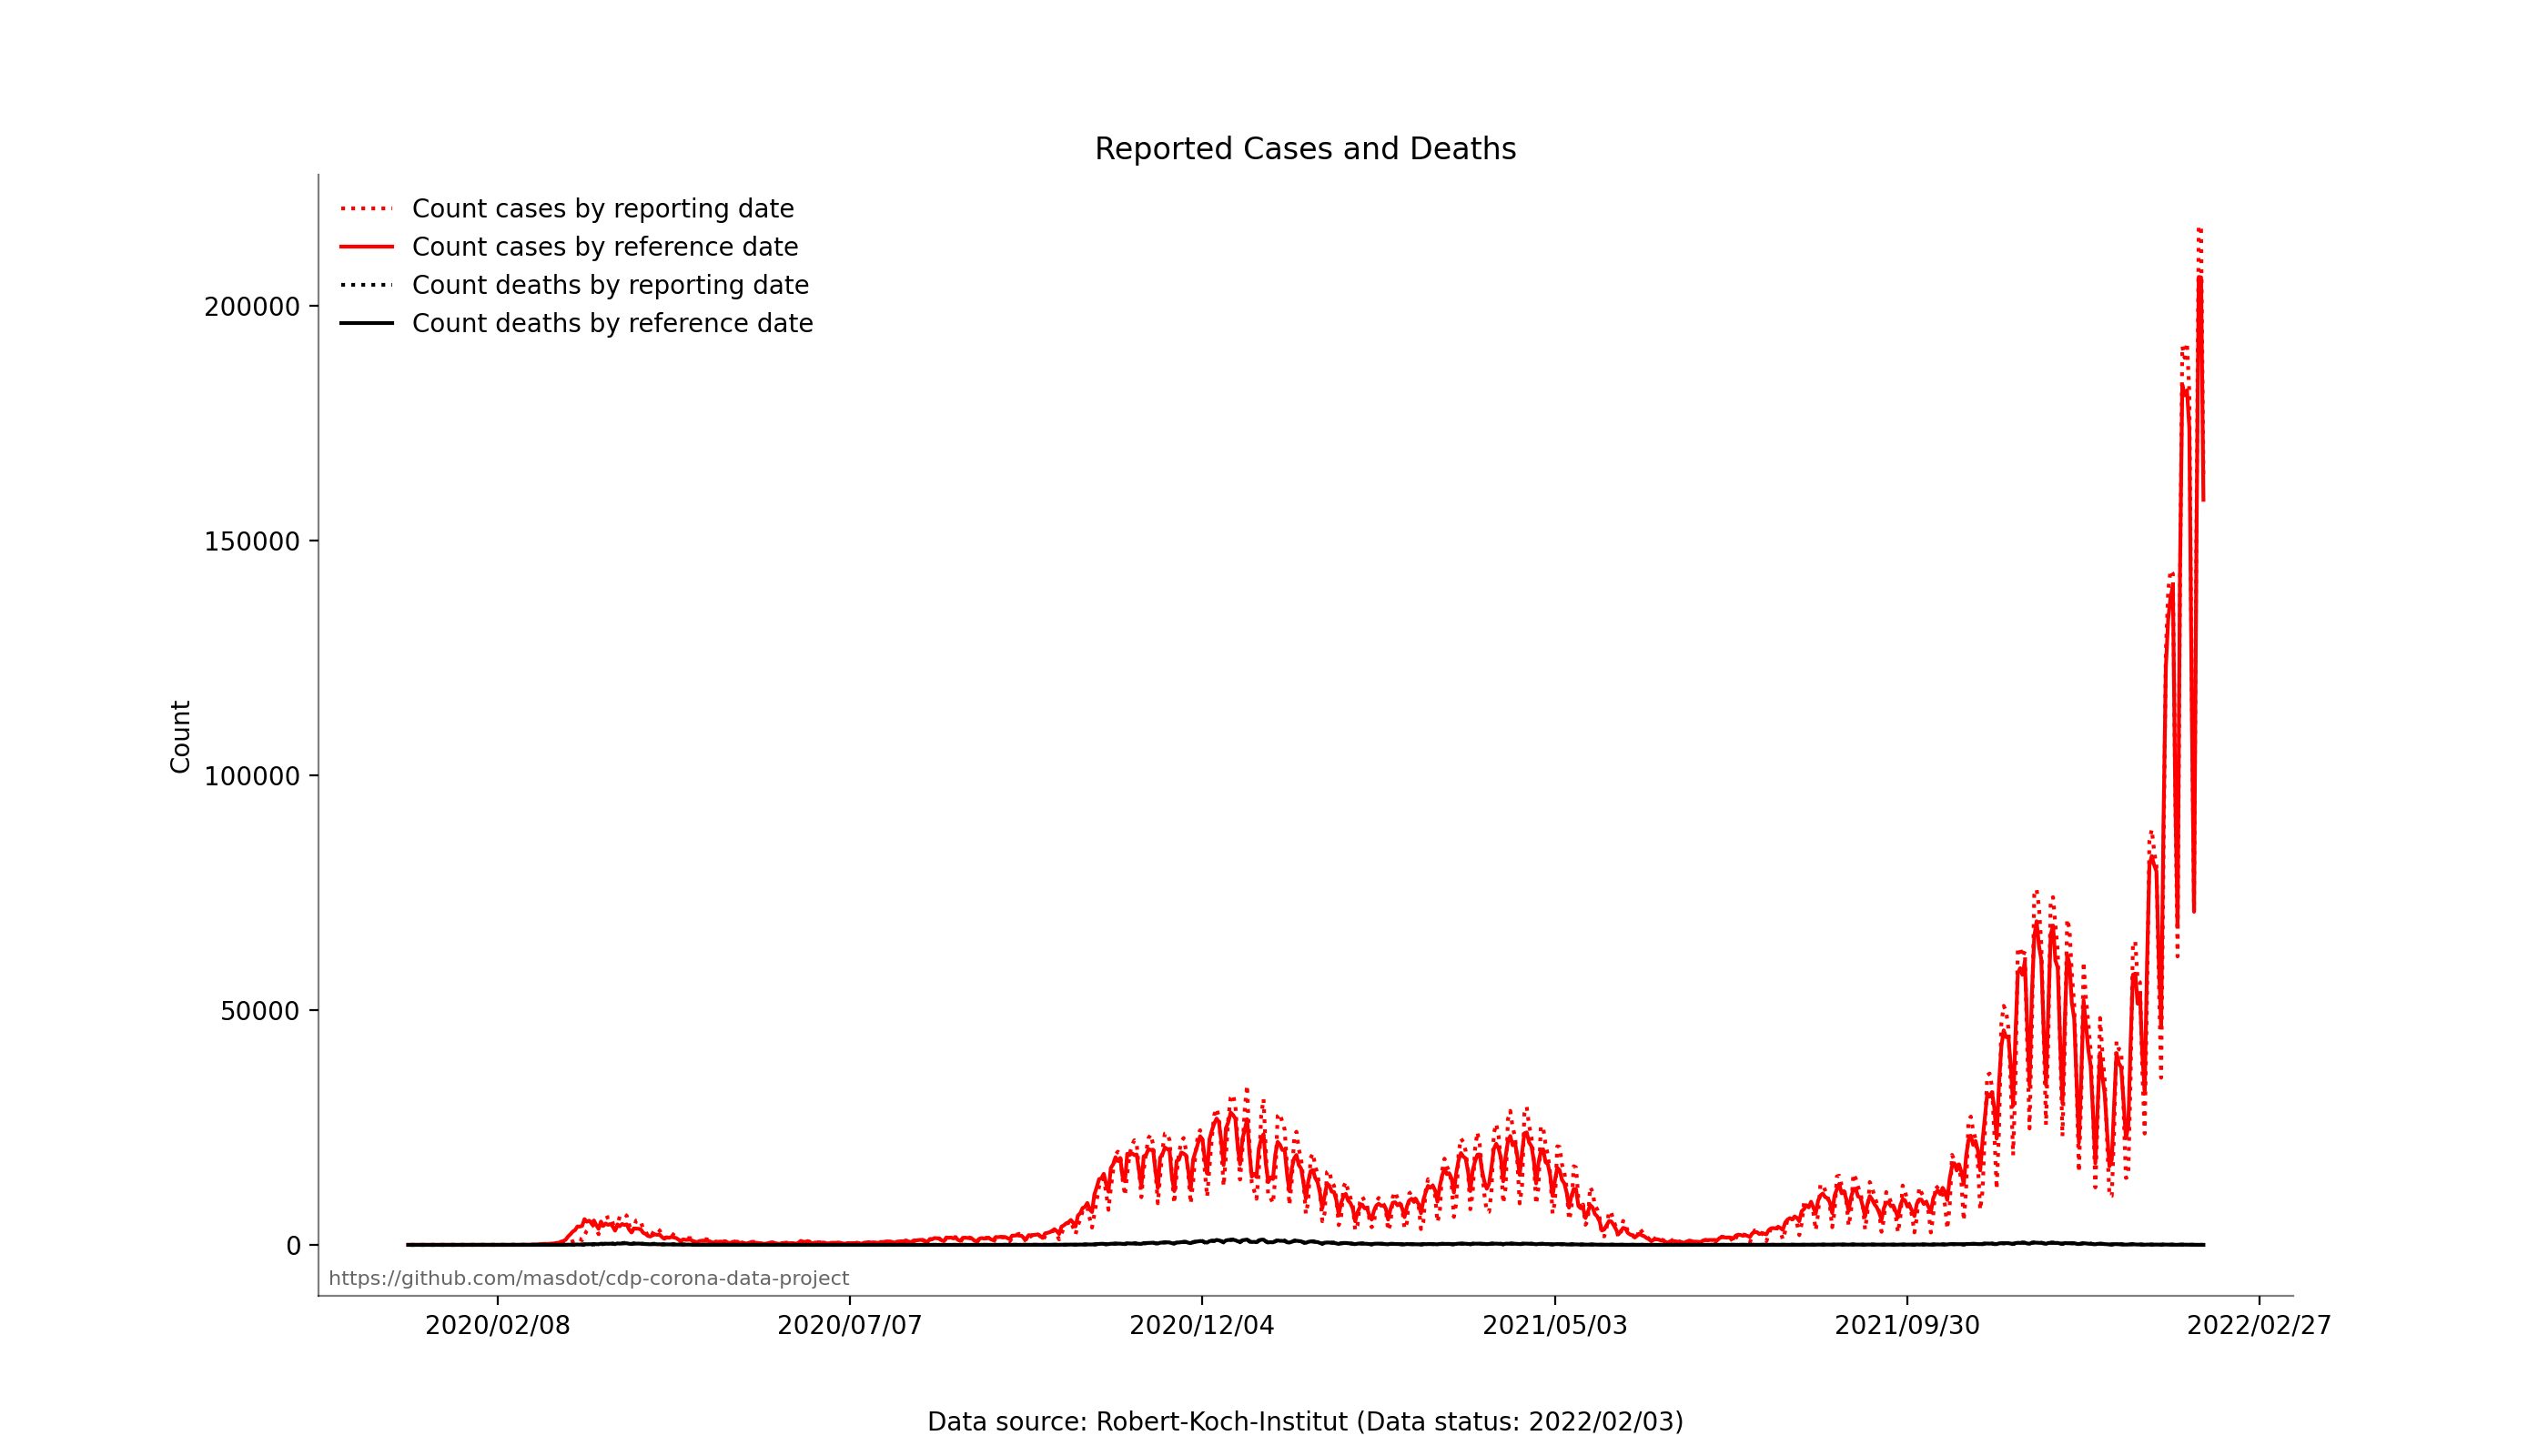 Reported Cases and Deaths
Count cases by reporting date
Count cases by reference date
Count deaths by reporting date
Count deaths by reference date
200000
150000
100000
50000
0
Count
https://github.com/masdot/cdp-corona-data-project
2020/02/08 2020/07/07 2020/12/04 2021/05/03 2021/09/30 2022/02/27
Data source: Robert-Koch-Institut (Data status: 2022/02/03)